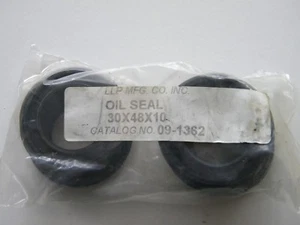 LLP MFG. CO. INC.
OIL SEAL
30X48X10
CATALOG NO. 09-1362